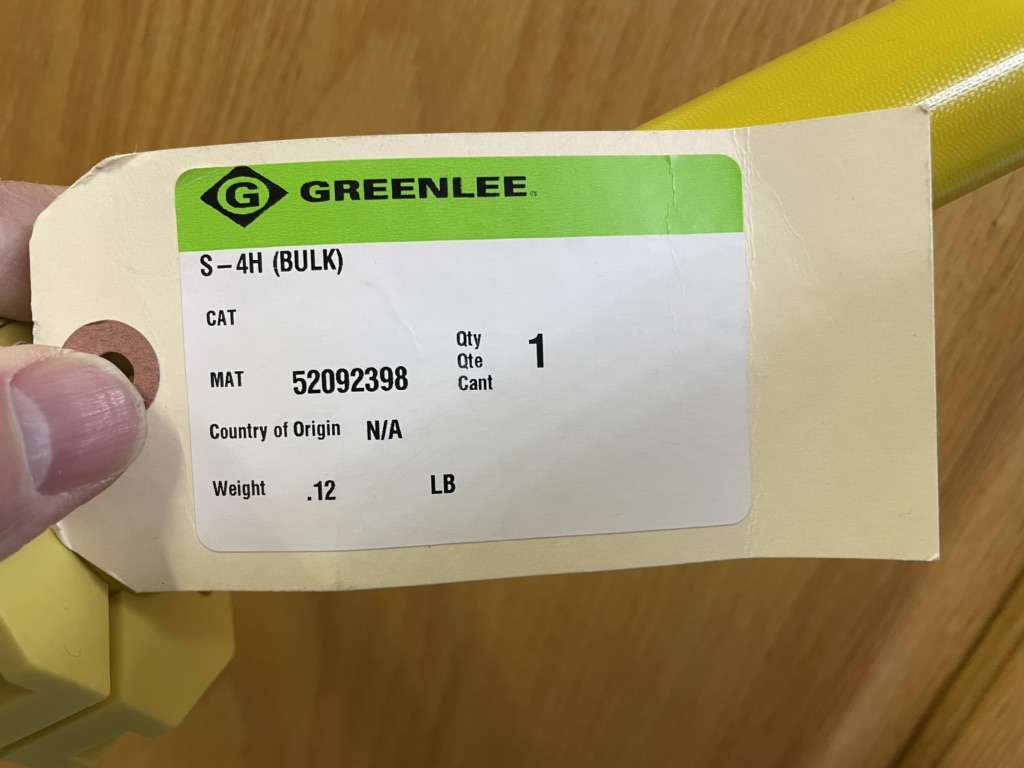 G GREENLEE
S-4H (BULK)
CAT
Qty
Qte 1
Cant
MAT 52092398
Country of Origin N/A
Weight .12 LB